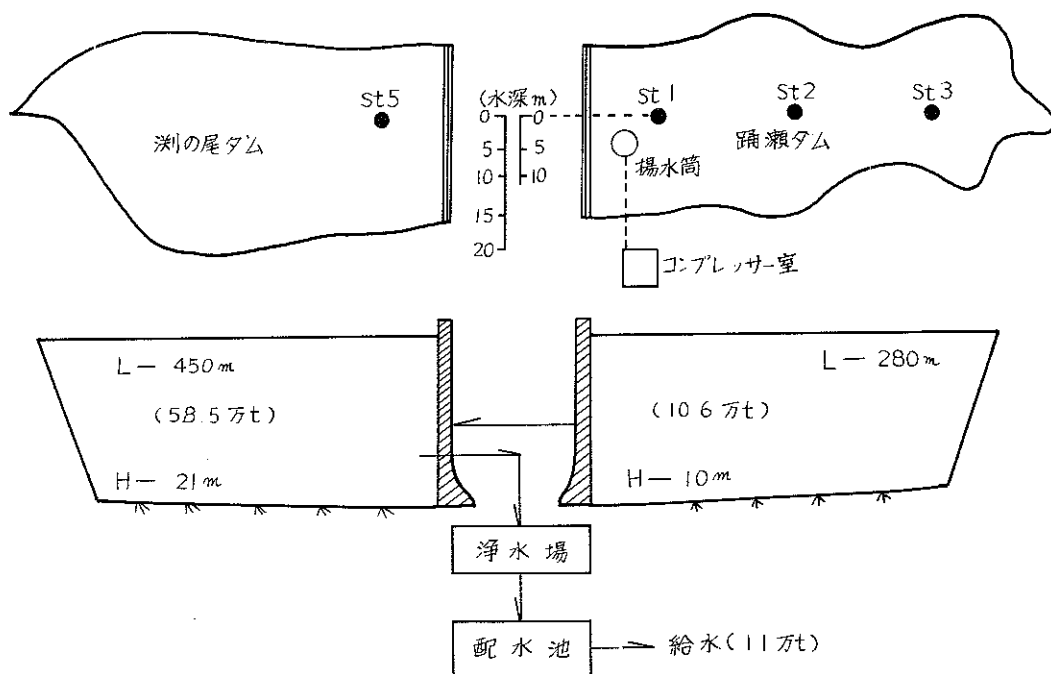 St5
渕の尾ダム
(水深m)
0
5
10
15
20
0
5
10
St1
St2
St3
踊瀬ダム
揚水筒
コンプレッサー室
L— 450m
(58.5万t)
H— 21m
L— 280m
(10.6万t)
H— 10m
浄水場
配水池
給水(11万t)